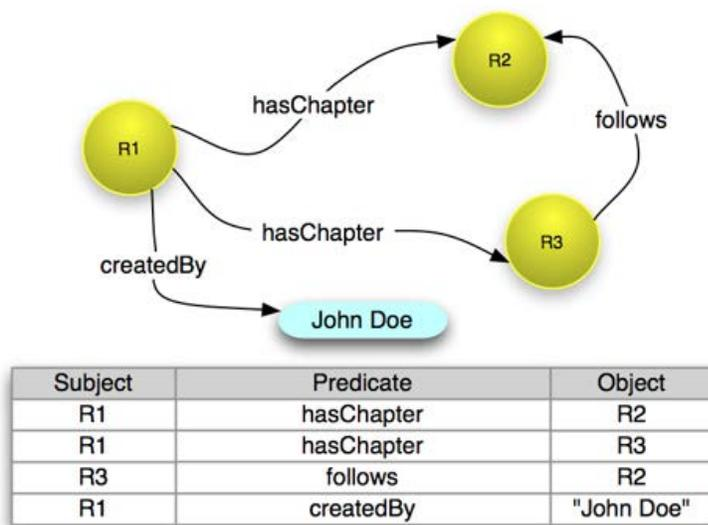 R2
hasChapter
follows
R1
hasChapter
R3
createdBy
John Doe
Subject Predicate Object
R1 hasChapter R2
R1 hasChapter R3
R3 follows R2
R1 createdBy "John Doe"